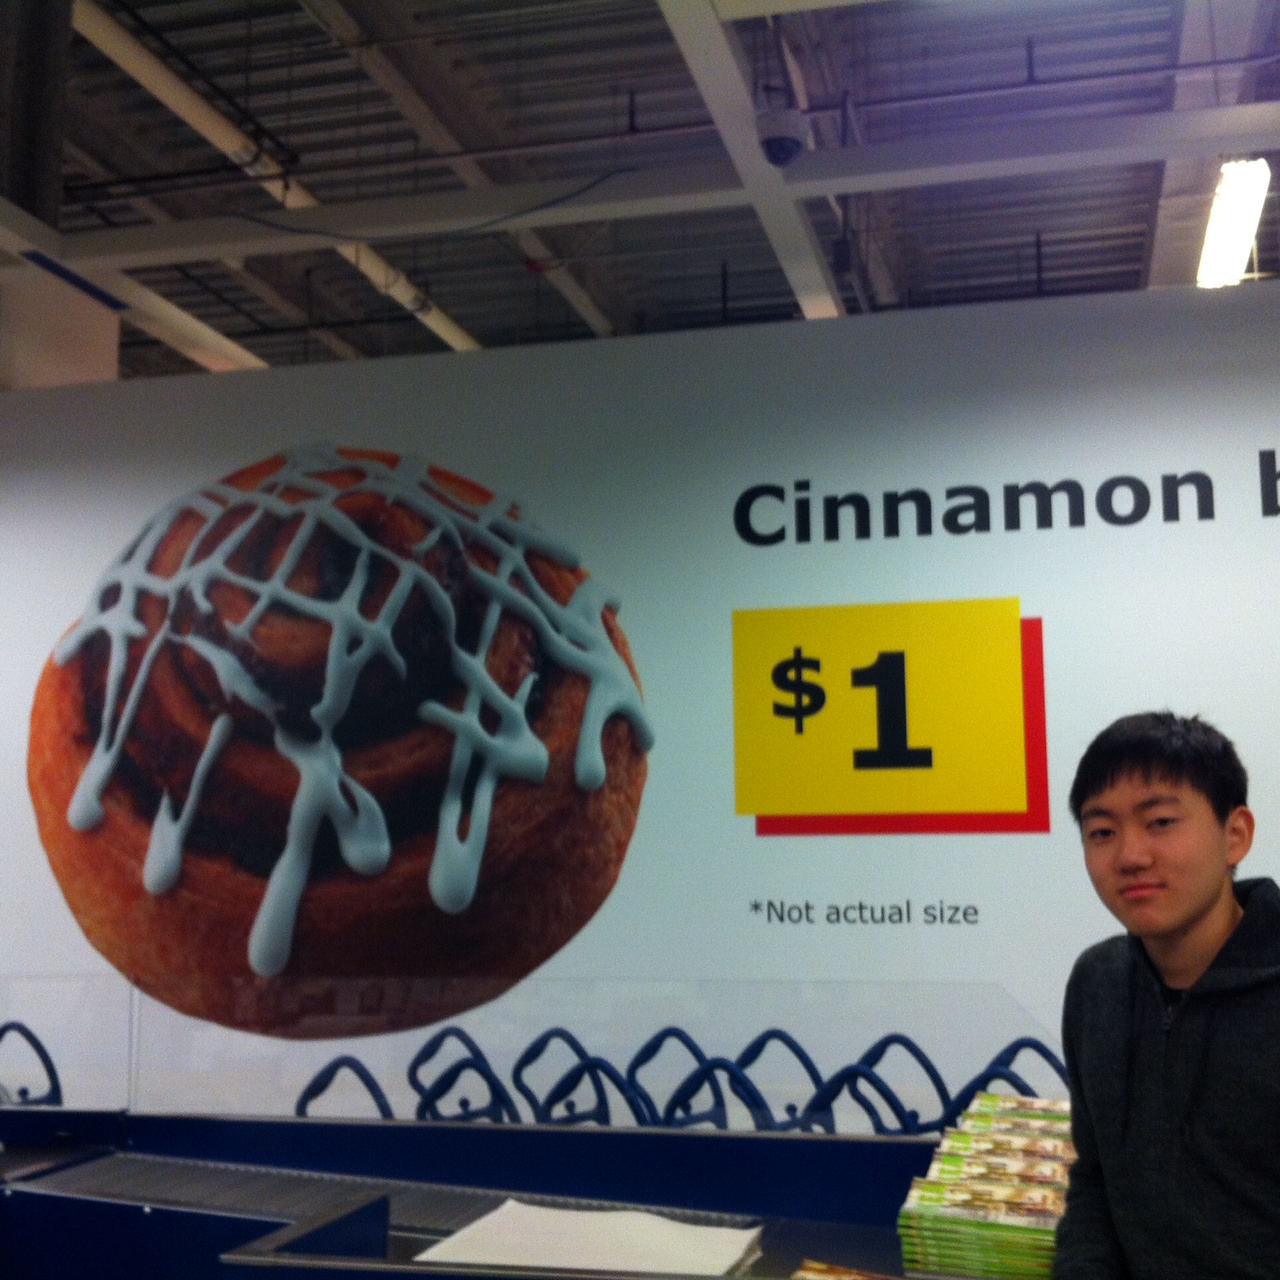 Cinnamon b
$1
*Not actual size